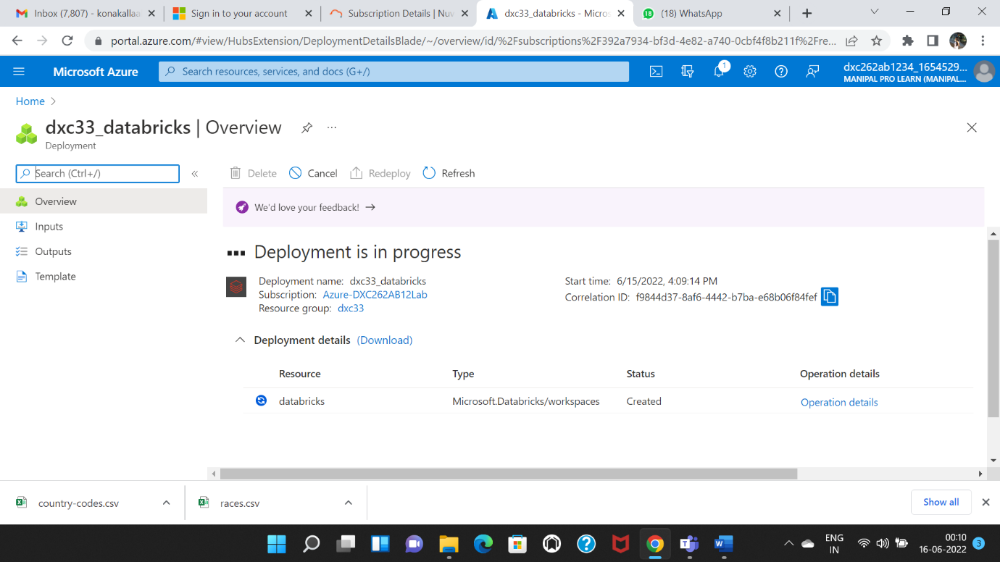 Inbox (7,807) - konakallaa
Sign in to your account
Subscription Details | Nuv
dxc33_databricks - Micros
(18) WhatsApp
portal.azure.com/#view/HubsExtension/DeploymentDetailsBlade/~/overview/id/%2Fsubscriptions%2F392a7934-bf3d-4e82-a740-0cbf4f8b211f%2Fre...
Microsoft Azure
Search resources, services, and docs (G+/)
1
dxc262ab1234_1654529...
MANIPAL PRO LEARN (MANIPAL...
Home
dxc33_databricks | Overview
Deployment
Search (Ctrl+/)
Delete
Cancel
Redeploy
Refresh
Overview
Inputs
Outputs
Template
We'd love your feedback!
Deployment is in progress
Deployment name: dxc33_databricks
Subscription: Azure-DXC262AB12Lab
Resource group: dxc33
Start time: 6/15/2022, 4:09:14 PM
Correlation ID: f9844d37-8af6-4442-b7ba-e68b06f84fef
Deployment details (Download)
Resource Type Status Operation details
databricks Microsoft.Databricks/workspaces Created Operation details
country-codes.csv
races.csv
Show all
ENG
IN
00:10
16-06-2022
3